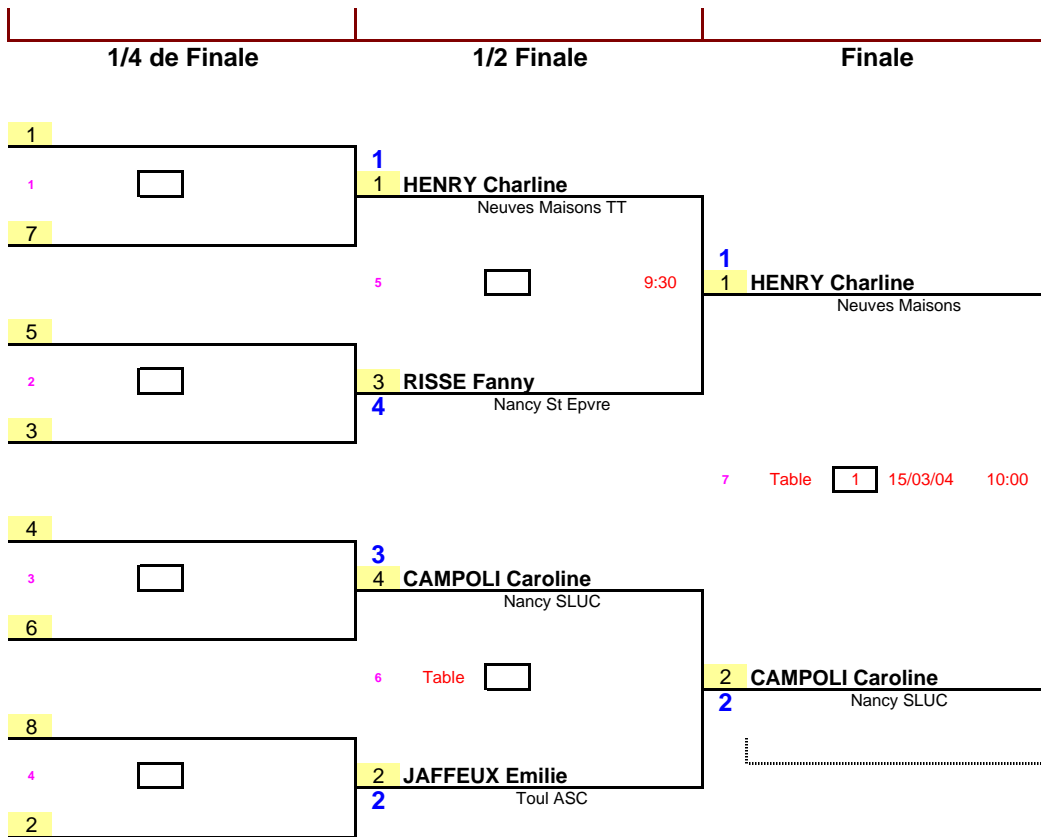 1/4 de Finale 1/2 Finale Finale
1
1
1
1 HENRY Charline
Neuves Maisons TT
7
5 9:30
1
1 HENRY Charline
Neuves Maisons
5
2
3 RISSE Fanny
4 Nancy St Epvre
3
7 Table 1 15/03/04 10:00
4
3
3
4 CAMPOLI Caroline
Nancy SLUC
6
6 Table
2 CAMPOLI Caroline
2 Nancy SLUC
8
4
2 JAFFEUX Emilie
2 Toul ASC
2